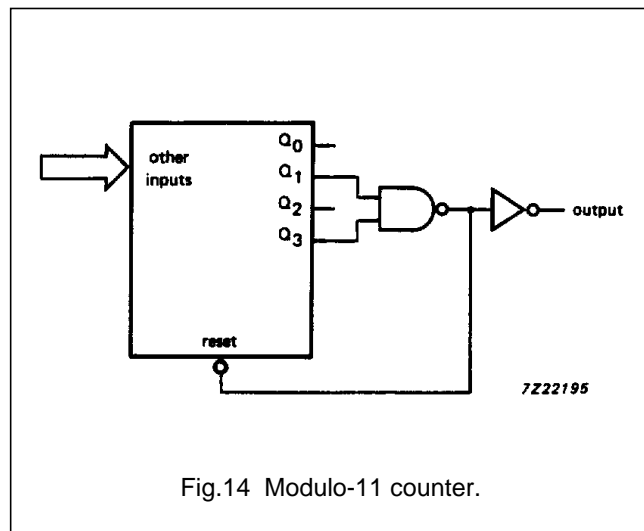 Q0
other
inputs
Q1
Q2
Q3
output
reset
7Z22195
Fig.14 Modulo-11 counter.